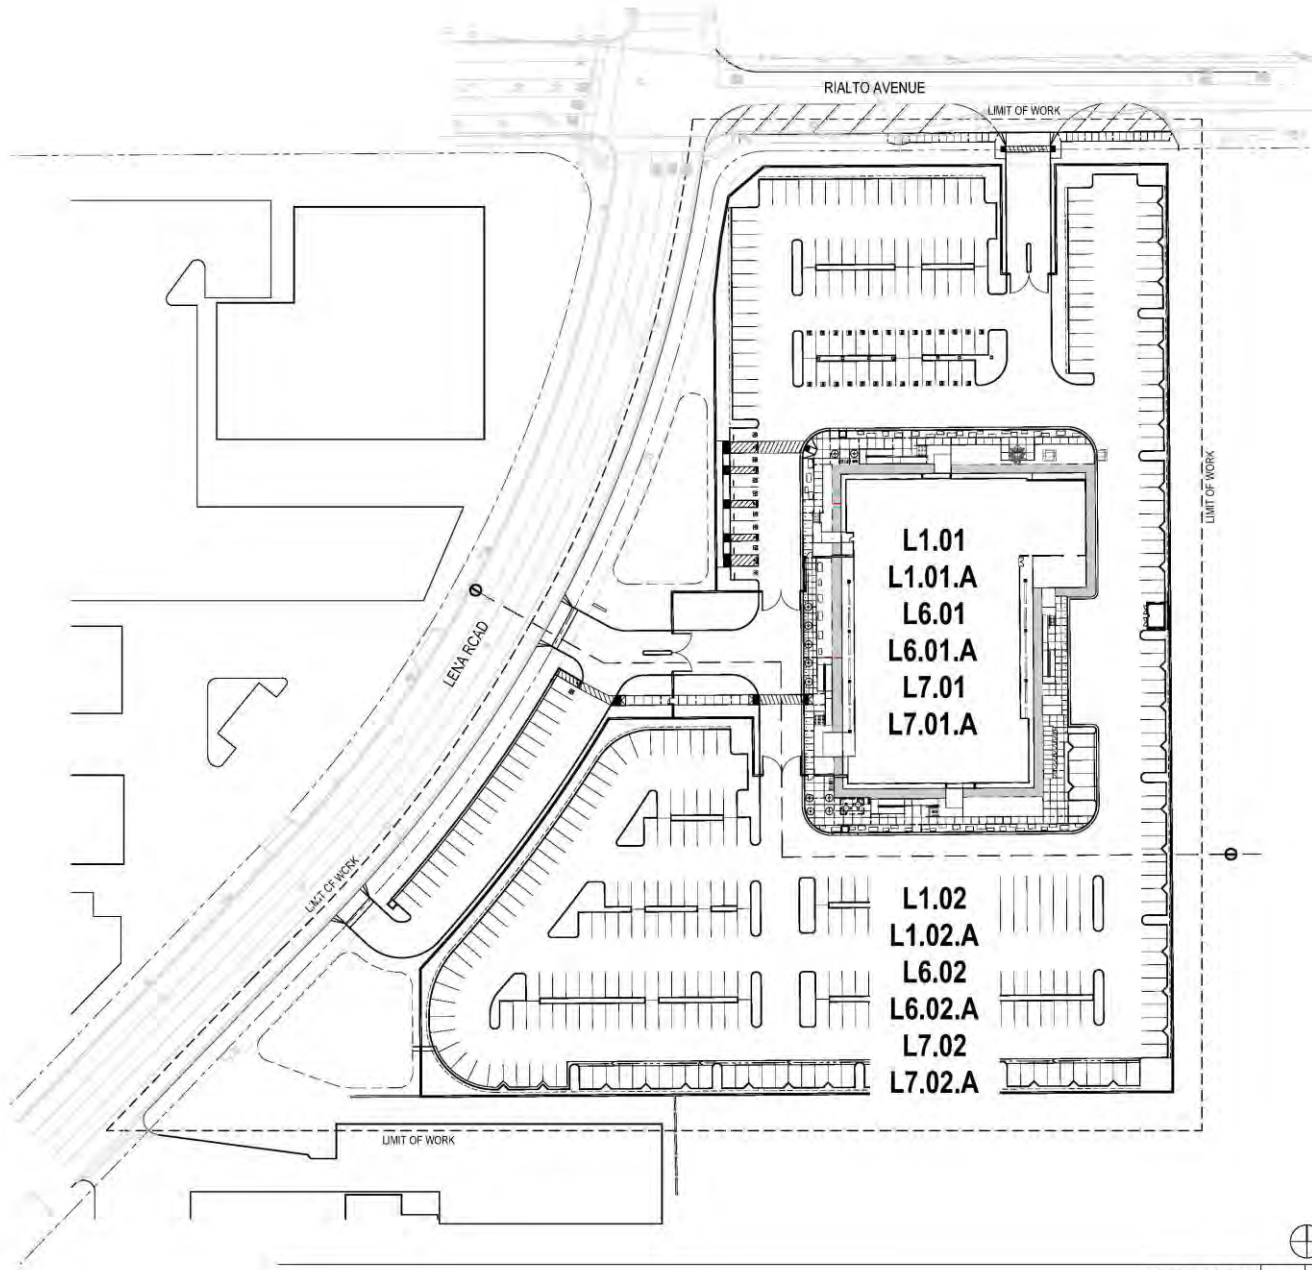 RIALTO AVENUE
LIMIT OF WORK
LIMIT OF WORK
L1.01
L1.01.A
L6.01
L6.01.A
L7.01
L7.01.A
LENA ROAD
LIMIT OF WORK
L1.02
L1.02.A
L6.02
L6.02.A
L7.02
L7.02.A
LIMIT OF WORK